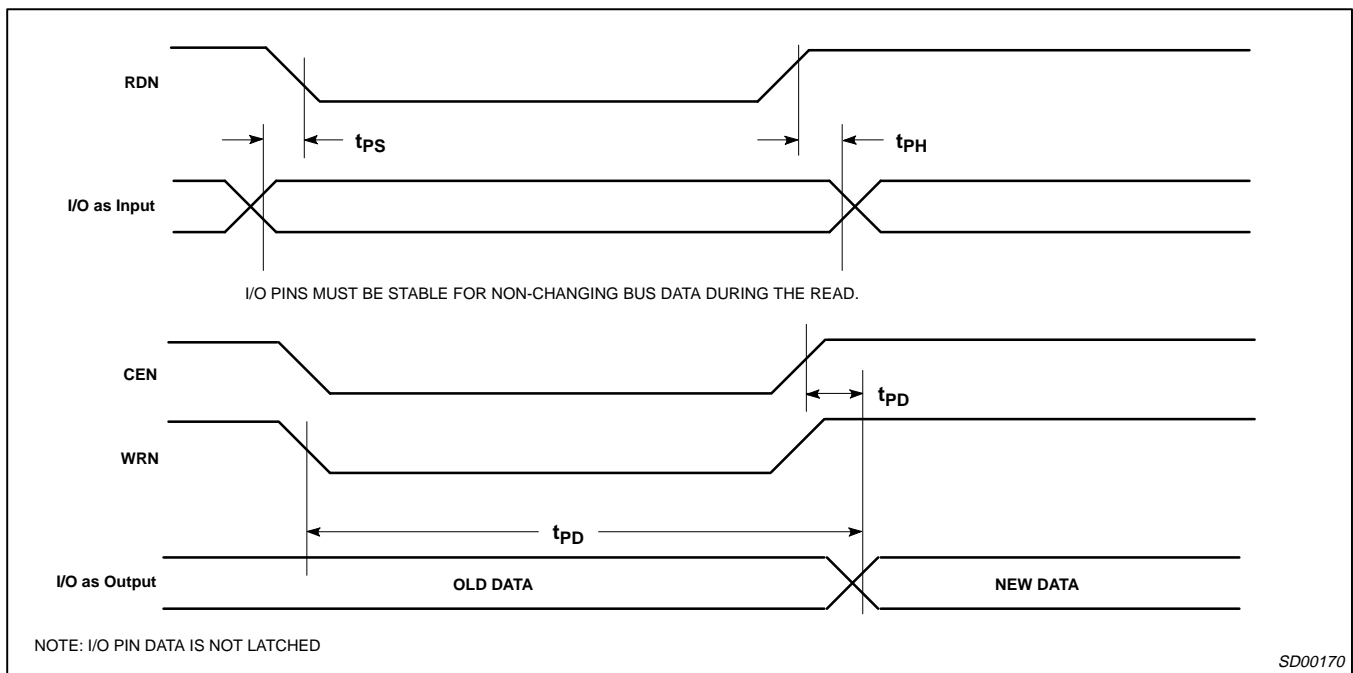 RDN
tPS
tPH
I/O as Input
I/O PINS MUST BE STABLE FOR NON-CHANGING BUS DATA DURING THE READ.
CEN
tPD
WRN
tPD
I/O as Output
OLD DATA
NEW DATA
NOTE: I/O PIN DATA IS NOT LATCHED
SD00170